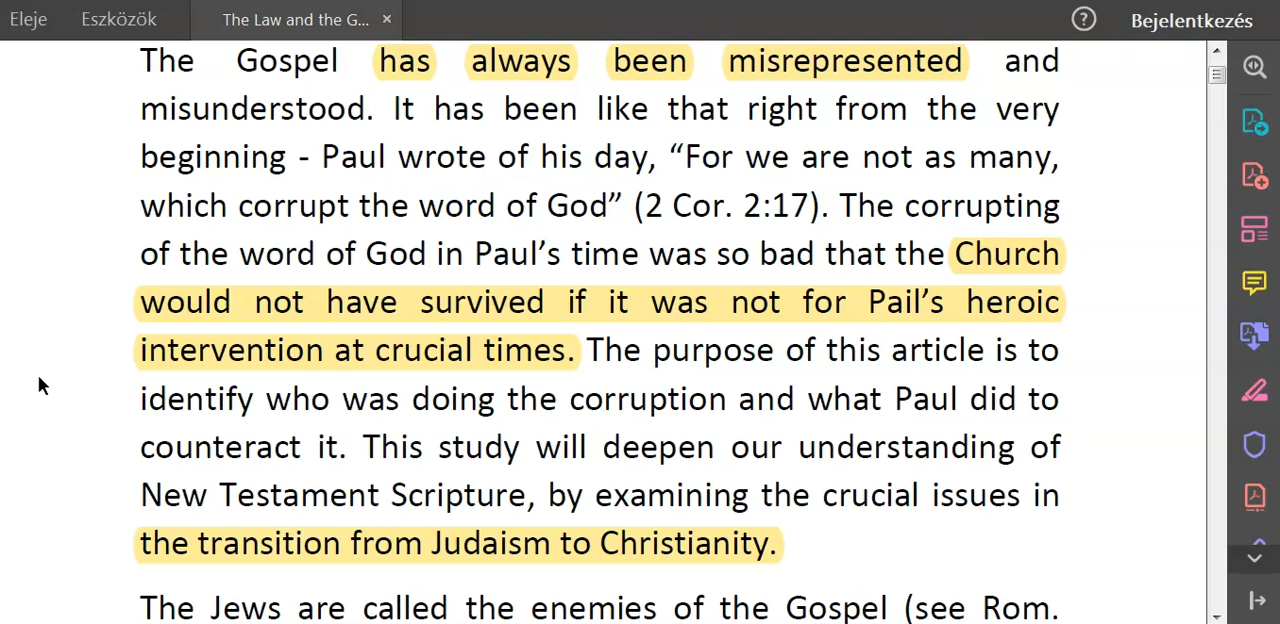 Eleje Eszközök The Law and the G... × ? Bejelentkezés
The Gospel has always been misrepresented and
misunderstood. It has been like that right from the very
beginning - Paul wrote of his day, “For we are not as many,
which corrupt the word of God” (2 Cor. 2:17). The corrupting
of the word of God in Paul’s time was so bad that the Church
would not have survived if it was not for Pail’s heroic
intervention at crucial times. The purpose of this article is to
identify who was doing the corruption and what Paul did to
counteract it. This study will deepen our understanding of
New Testament Scripture, by examining the crucial issues in
the transition from Judaism to Christianity.
The Jews are called the enemies of the Gospel (see Rom.